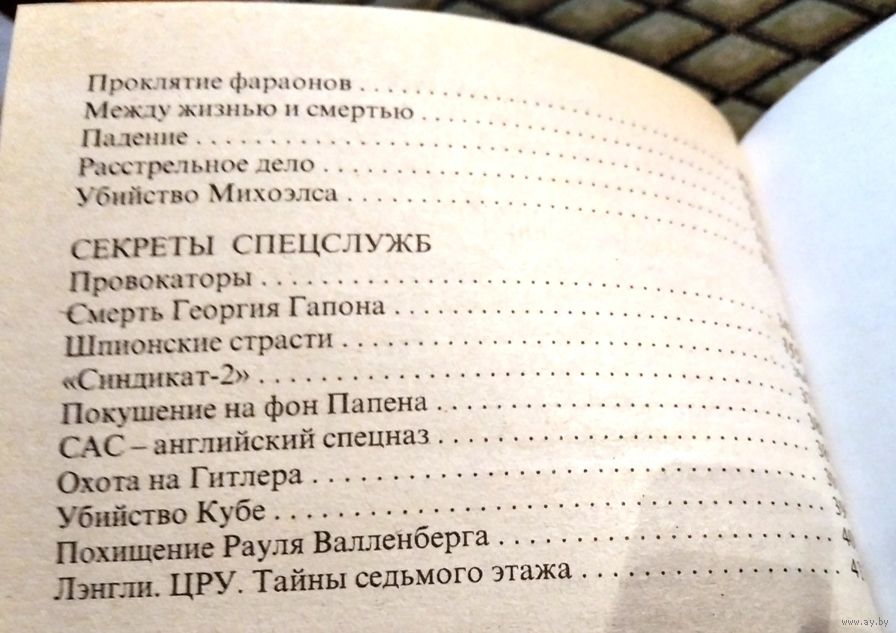 Проклятие фараонов . . . . . . . . . . . . . . . . . . . .
Между жизнью и смертью . . . . . . . . . . . . . . . .
Падение . . . . . . . . . . . . . . . . . . . . . . . . . . . .
Расстрельное дело . . . . . . . . . . . . . . . . . . . . .
Убийство Михоэлса . . . . . . . . . . . . . . . . . . . .
СЕКРЕТЫ СПЕЦСЛУЖБ
Провокаторы . . . . . . . . . . . . . . . . . . . . . . . .
Смерть Георгия Гапона . . . . . . . . . . . . . . . . . .
Шпионские страсти . . . . . . . . . . . . . . . . . . . .
«Синдикат-2» . . . . . . . . . . . . . . . . . . . . . . . .
Покушение на фон Папена . . . . . . . . . . . . . . . .
САС – английский спецназ . . . . . . . . . . . . . . . .
Охота на Гитлера . . . . . . . . . . . . . . . . . . . . . .
Убийство Кубе . . . . . . . . . . . . . . . . . . . . . . .
Похищение Рауля Валленберга . . . . . . . . . . . . .
Лэнгли. ЦРУ. Тайны седьмого этажа . . . . . . . . . .
www.ay.by